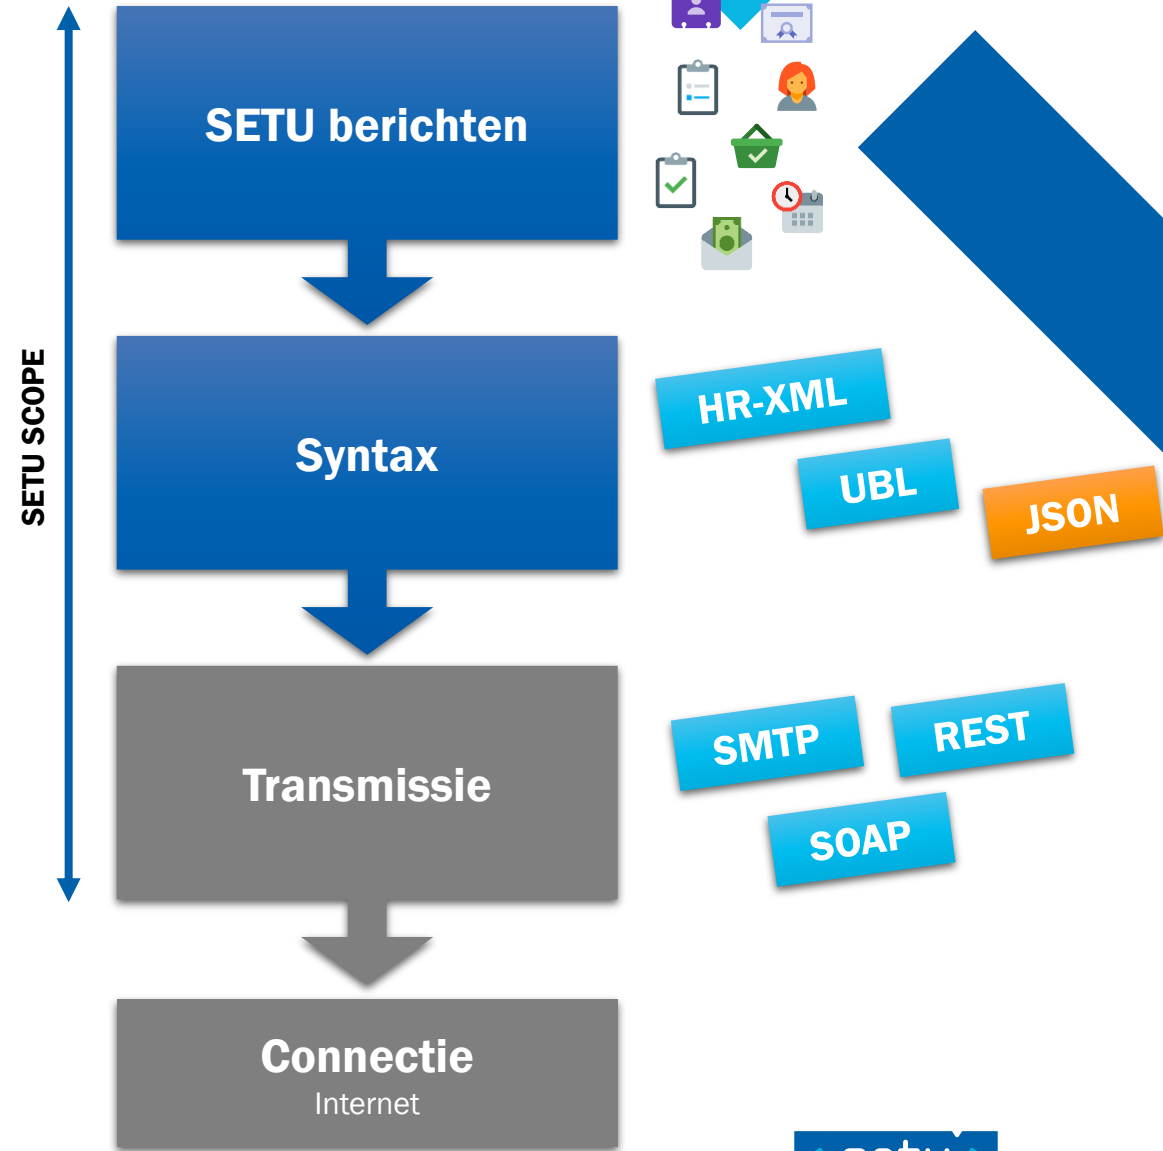 SETU SCOPE
SETU berichten
Syntax
HR-XML
UBL
JSON
Transmissie
SMTP
REST
SOAP
Connectie
Internet